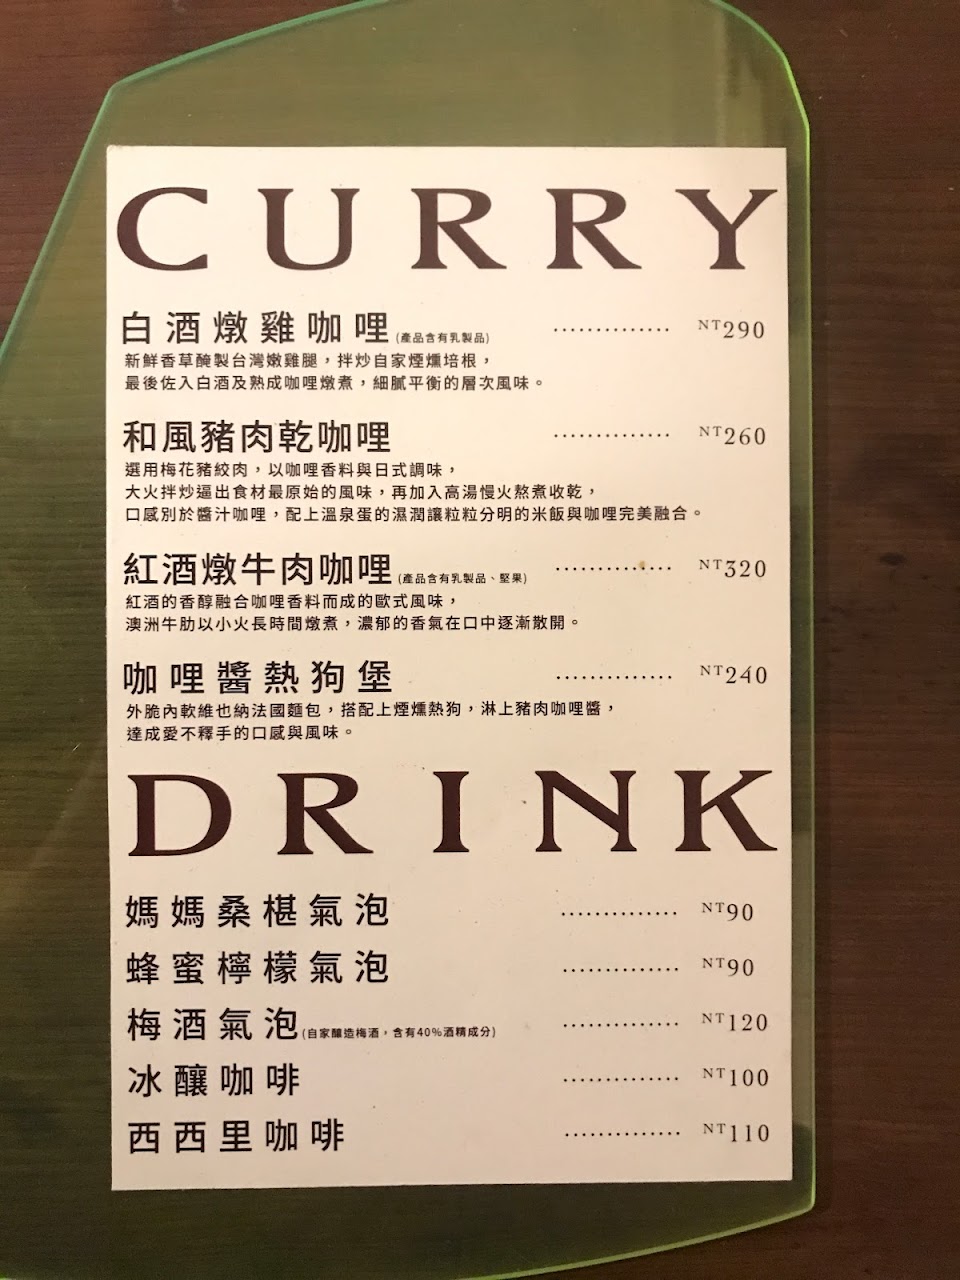 CURRY
白酒燉雞咖哩(產品含有乳製品) .............. NT290
新鮮香草醃製台灣嫩雞腿，拌炒自家煙燻培根，
最後佐入白酒及熟成咖哩燉煮，細膩平衡的層次風味。
和風豬肉乾咖哩 .............. NT260
選用梅花豬絞肉，以咖哩香料與日式調味，
大火拌炒逼出食材最原始的風味，再加入高湯慢火熬煮收乾，
口感別於醬汁咖哩，配上溫泉蛋的濕潤讓粒粒分明的米飯與咖哩完美融合。
紅酒燉牛肉咖哩(產品含有乳製品、堅果) .............. NT320
紅酒的香醇融合咖哩香料而成的歐式風味，
澳洲牛肋以小火長時間燉煮，濃郁的香氣在口中逐漸散開。
咖哩醬熱狗堡 .............. NT240
外脆內軟維也納法國麵包，搭配上煙燻熱狗，淋上豬肉咖哩醬，
達成愛不釋手的口感與風味。
DRINK
媽媽桑椹氣泡 .............. NT90
蜂蜜檸檬氣泡 .............. NT90
梅酒氣泡(自家釀造梅酒，含有40%酒精成分) .............. NT120
冰釀咖啡 .............. NT100
西西里咖啡 .............. NT110